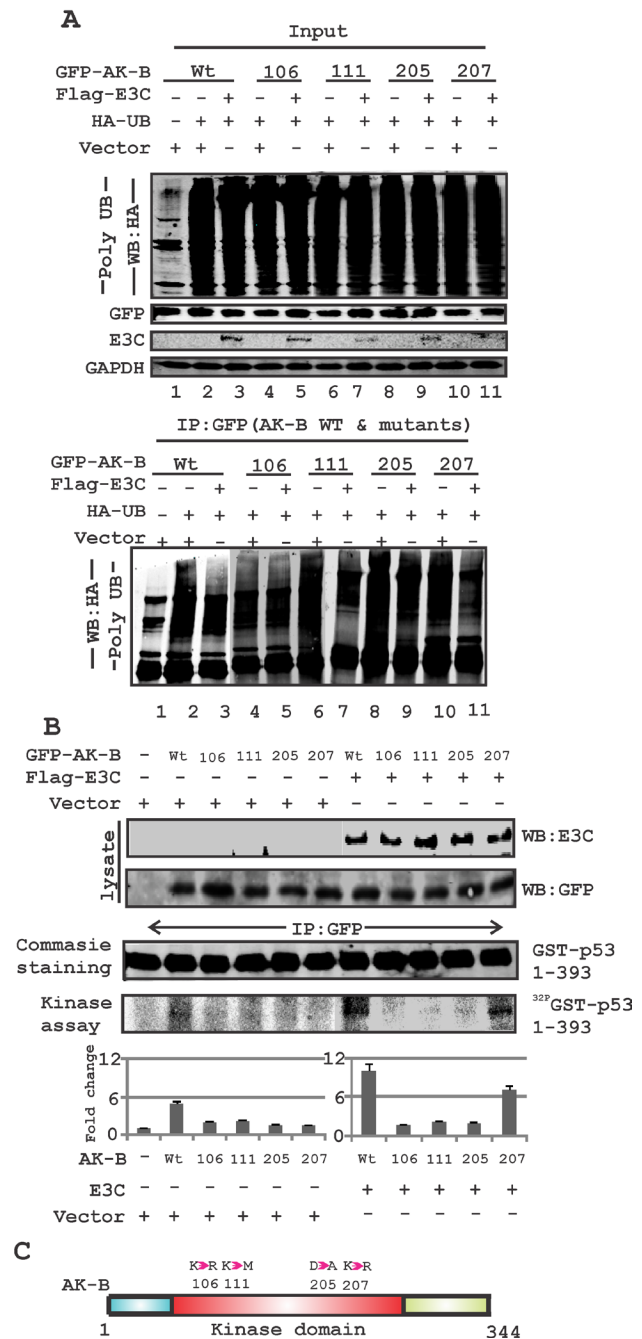 A
Input
GFP-AK-B Wt 106 111 205 207
Flag-E3C - - + - + - + - + - +
HA-UB - + + + + + + + + + +
Vector + + - + - + - + - + -
-Poly UB-
WB:HA
GFP
E3C
GAPDH
1 2 3 4 5 6 7 8 9 10 11
IP:GFP(AK-B WT & mutants)
GFP-AK-B Wt 106 111 205 207
Flag-E3C - - + - + - + - + - +
HA-UB - + + + + + + + + + +
Vector + + - + - + - + - + -
WB:HA
-Poly UB-
1 2 3 4 5 6 7 8 9 10 11
B
GFP-AK-B - Wt 106 111 205 207 Wt 106 111 205 207
Flag-E3C - - - - - - + + + + +
Vector + + + + + + - - - - -
lysate
WB:E3C
WB:GFP
IP:GFP
Commasie staining
GST-p53 1-393
Kinase assay
32P GST-p53 1-393
Fold change
12
6
0
12
6
0
AK-B - Wt 106 111 205 207 Wt 106 111 205 207
E3C - - - - - - + + + + +
Vector + + + + + + - - - - -
C
K R K M D A K R
AK-B 106 111 205 207
1 Kinase domain 344